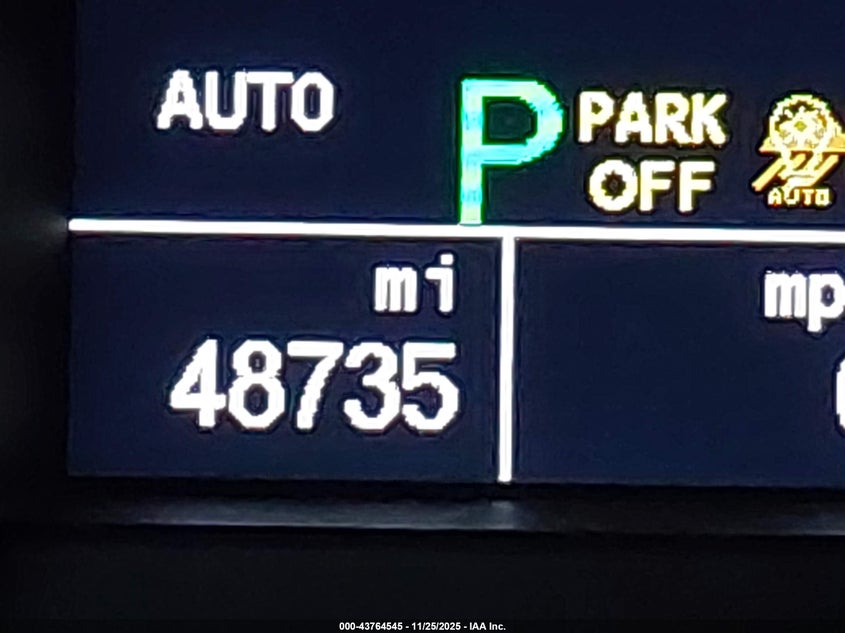 AUTO P PARK OFF
AUTO
mi
48735
mp
000-43764545 - 11/25/2025 - IAA Inc.